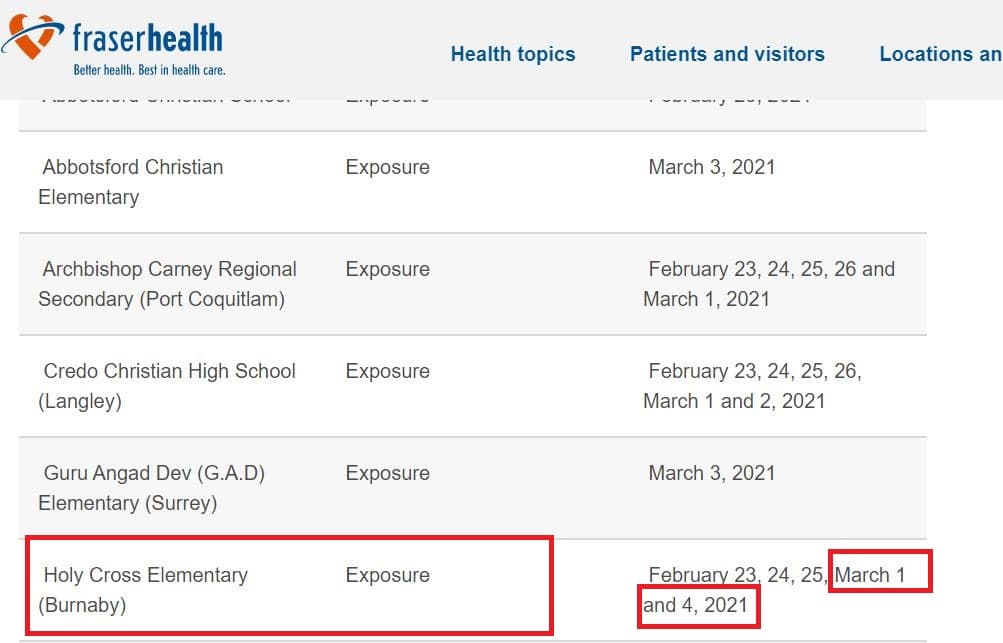 fraserhealth
Better health. Best in health care.
Health topics
Patients and visitors
Locations an
Abbotsford Christian School
Exposure
Abbotsford Christian
Elementary
Exposure
March 3, 2021
Archbishop Carney Regional
Secondary (Port Coquitlam)
Exposure
February 23, 24, 25, 26 and
March 1, 2021
Credo Christian High School
(Langley)
Exposure
February 23, 24, 25, 26,
March 1 and 2, 2021
Guru Angad Dev (G.A.D)
Elementary (Surrey)
Exposure
March 3, 2021
Holy Cross Elementary
(Burnaby)
Exposure
February 23, 24, 25, March 1
and 4, 2021